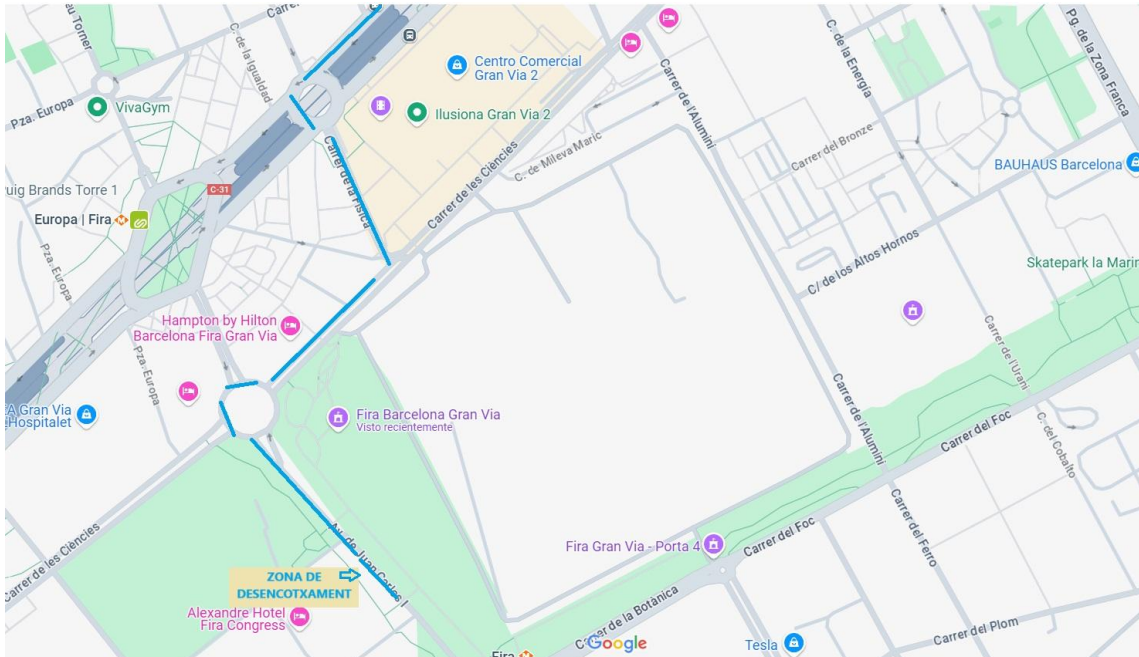 eu Torner
C. de la Igualdad
Pza. Europa
VivaGym
Centro Comercial
Gran Via 2
Ilusiona Gran Via 2
Carrer de l'Alumini
C. de la Energía
Pg. de la Zona Franca
Carrer del Bronze
BAUHAUS Barcelona
uig Brands Torre 1
C-31
Europa | Fira
Pza. Europa
Carrer de la Física
Carrer de les Ciències
C. de Mileva Maric
C/ de los Altos Hornos
Skatepark la Marin
Hampton by Hilton
Barcelona Fira Gran Via
Pza. Europa
A Gran Via
Hospitalet
Fira Barcelona Gran Via
Visto recientemente
Carrer de l'Alumini
Carrer de l'Urani
Carrer del Foc
C. del Cobalto
Carrer de les Ciències
Av. de Juan Carlos I
Fira Gran Via - Porta 4
Carrer del Foc
Carrer del Ferro
ZONA DE
DESENCOTXAMENT
Alexandre Hotel
Fira Congress
Carrer de la Botànica
Fira
Google
Tesla
Carrer del Plom